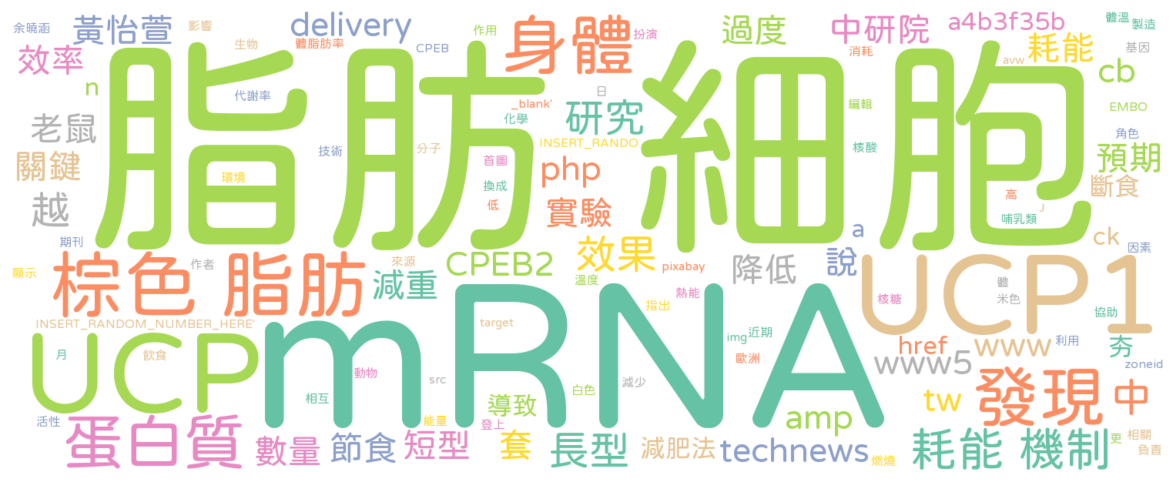 余曉涵
影響
黃怡萱
delivery
身體
扮演
過度
中研院
a4b3f35b
體溫
製造
效率
生物
體脂肪率
CPEB
作用
消耗
耗能
基因
avw
cb
n
代謝率
脂肪細胞
_blank'
日
編輯
EMBO
老鼠
化學
研究
INSERT_RANDO
核酸
角色
預期
技術
分子
關鍵
環境
首圖
php
換成
斷食
越
低
實驗
高
J
哺乳類
期刊
a
ck
因素
顯示
作者
來源
效果
pixabay
說
棕色 脂肪
減重
CPEB2
溫度
降低
UCP1
體
熱能
核糖
米色
協助
INSERT_RANDOM_NUMBER_HERE'
target
指出
mRNA
UCP
月
飲食
img
近期
href
www
利用
夯
歐洲
www5
zoneid
動物
src
減少
白色
發現
中
相互
導致
tw
活性
能量
登上
amp
蛋白質
數量
節食
短型
套
長型
減肥法
technews
燃燒
耗能 機制
更
相關
負責